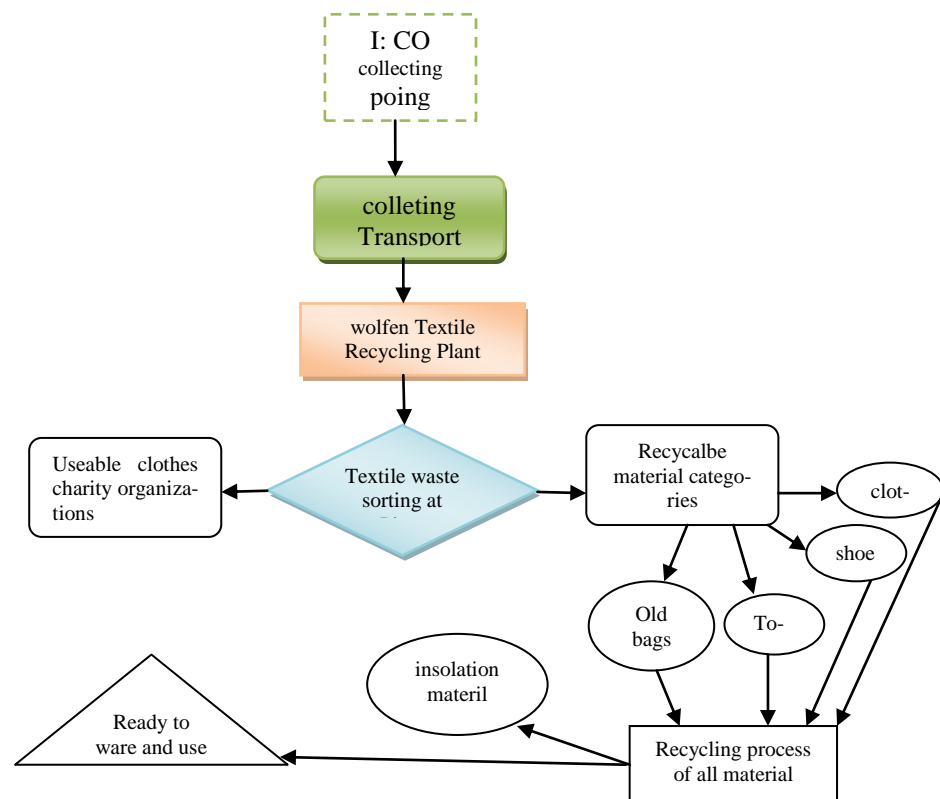 I: CO
collecting
poing
colleting
Transport
wolfen Textile
Recycling Plant
Textile waste
sorting at
Useable clothes
charity organiza-
tions
Recycalbe
material catego-
ries
clot-
shoe
Old
bags
To-
insolation
materil
Ready to
ware and use
Recycling process
of all material